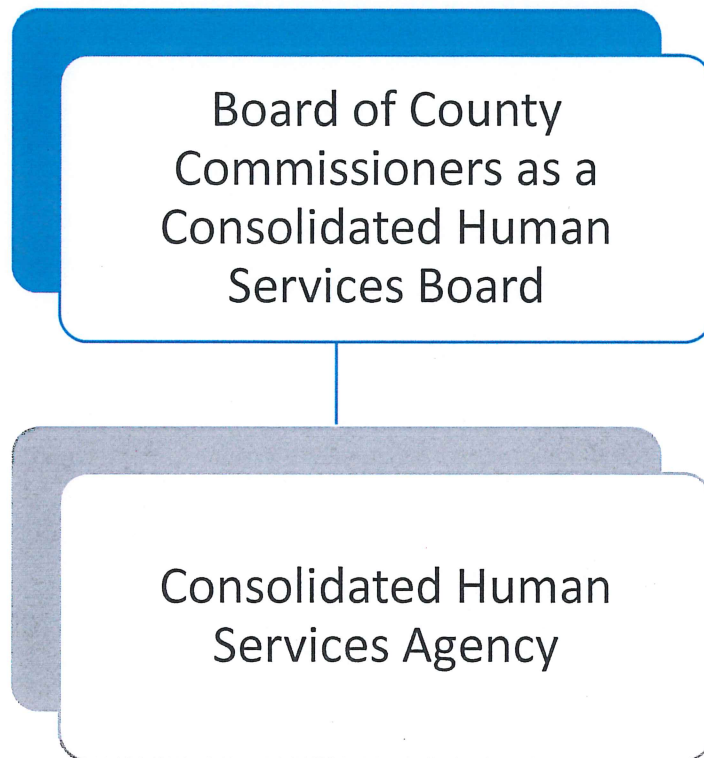 Board of County
Commissioners as a
Consolidated Human
Services Board
Consolidated Human
Services Agency